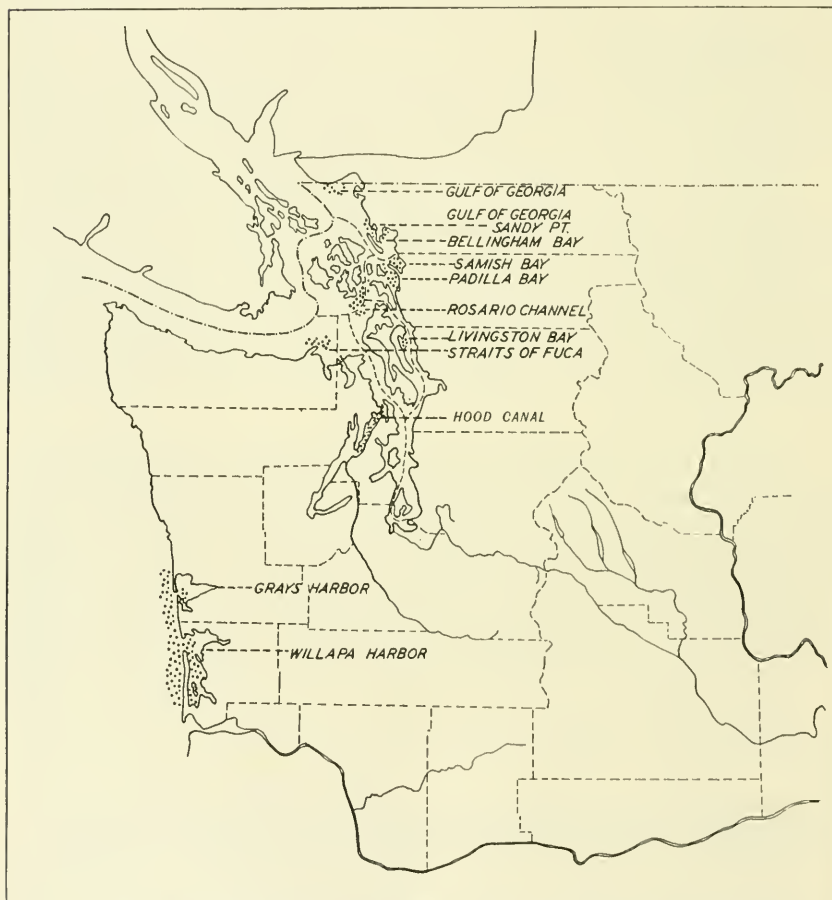 GULF OF GEORGIA
GULF OF GEORGIA
SANDY PT.
BELLINGHAM BAY
SAMISH BAY
PADILLA BAY
ROSARIO CHANNEL
LIVINGSTON BAY
STRAITS OF FUCA
HOOD CANAL
GRAYS HARBOR
WILLAPA HARBOR